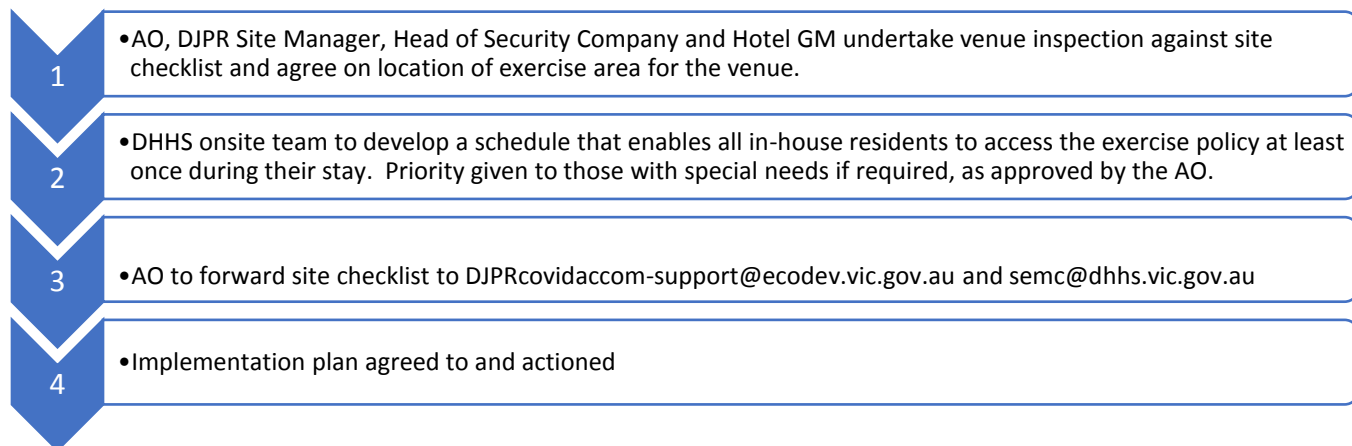 1
•AO, DJPR Site Manager, Head of Security Company and Hotel GM undertake venue inspection against site
checklist and agree on location of exercise area for the venue.
2
•DHHS onsite team to develop a schedule that enables all in-house residents to access the exercise policy at least
once during their stay.  Priority given to those with special needs if required, as approved by the AO.
3
•AO to forward site checklist to DJPRcovidaccom-support@ecodev.vic.gov.au and semc@dhhs.vic.gov.au
4
•Implementation plan agreed to and actioned